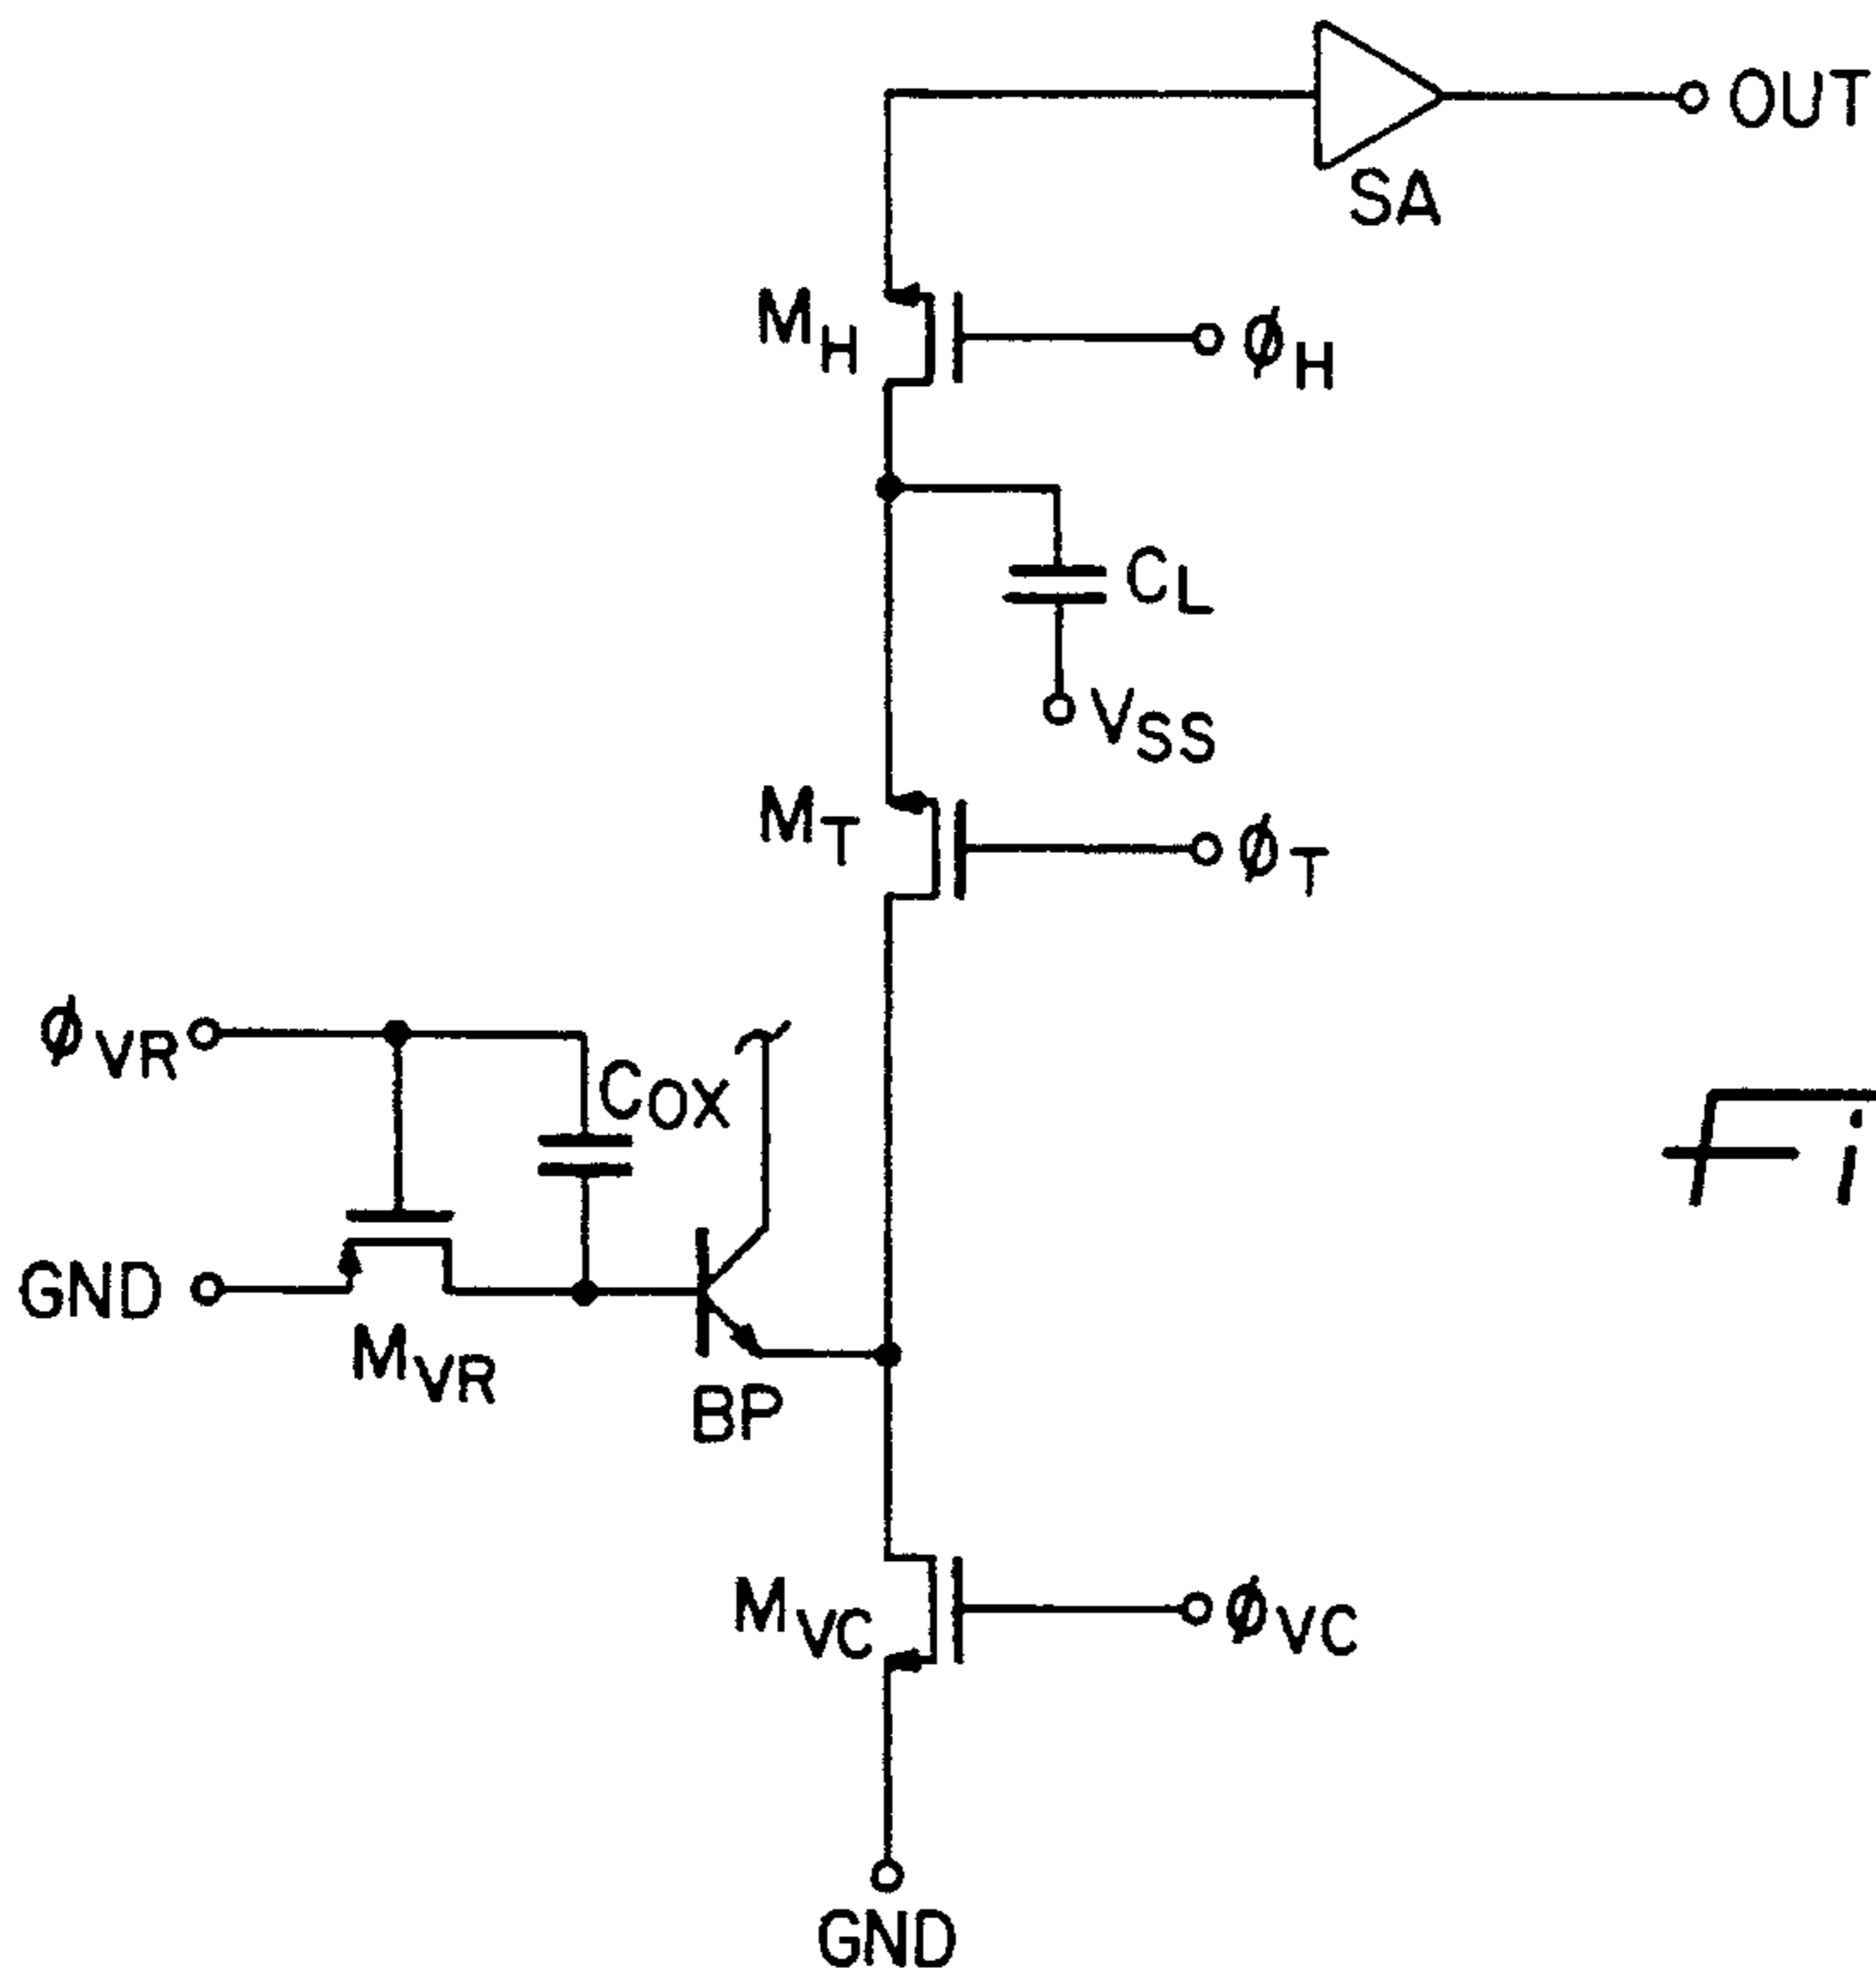 OUT
SA
M_H
ϕ_H
C_L
V_SS
M_T
ϕ_T
ϕ_VR
C_OX
GND
M_VR
BP
M_VC
ϕ_VC
GND